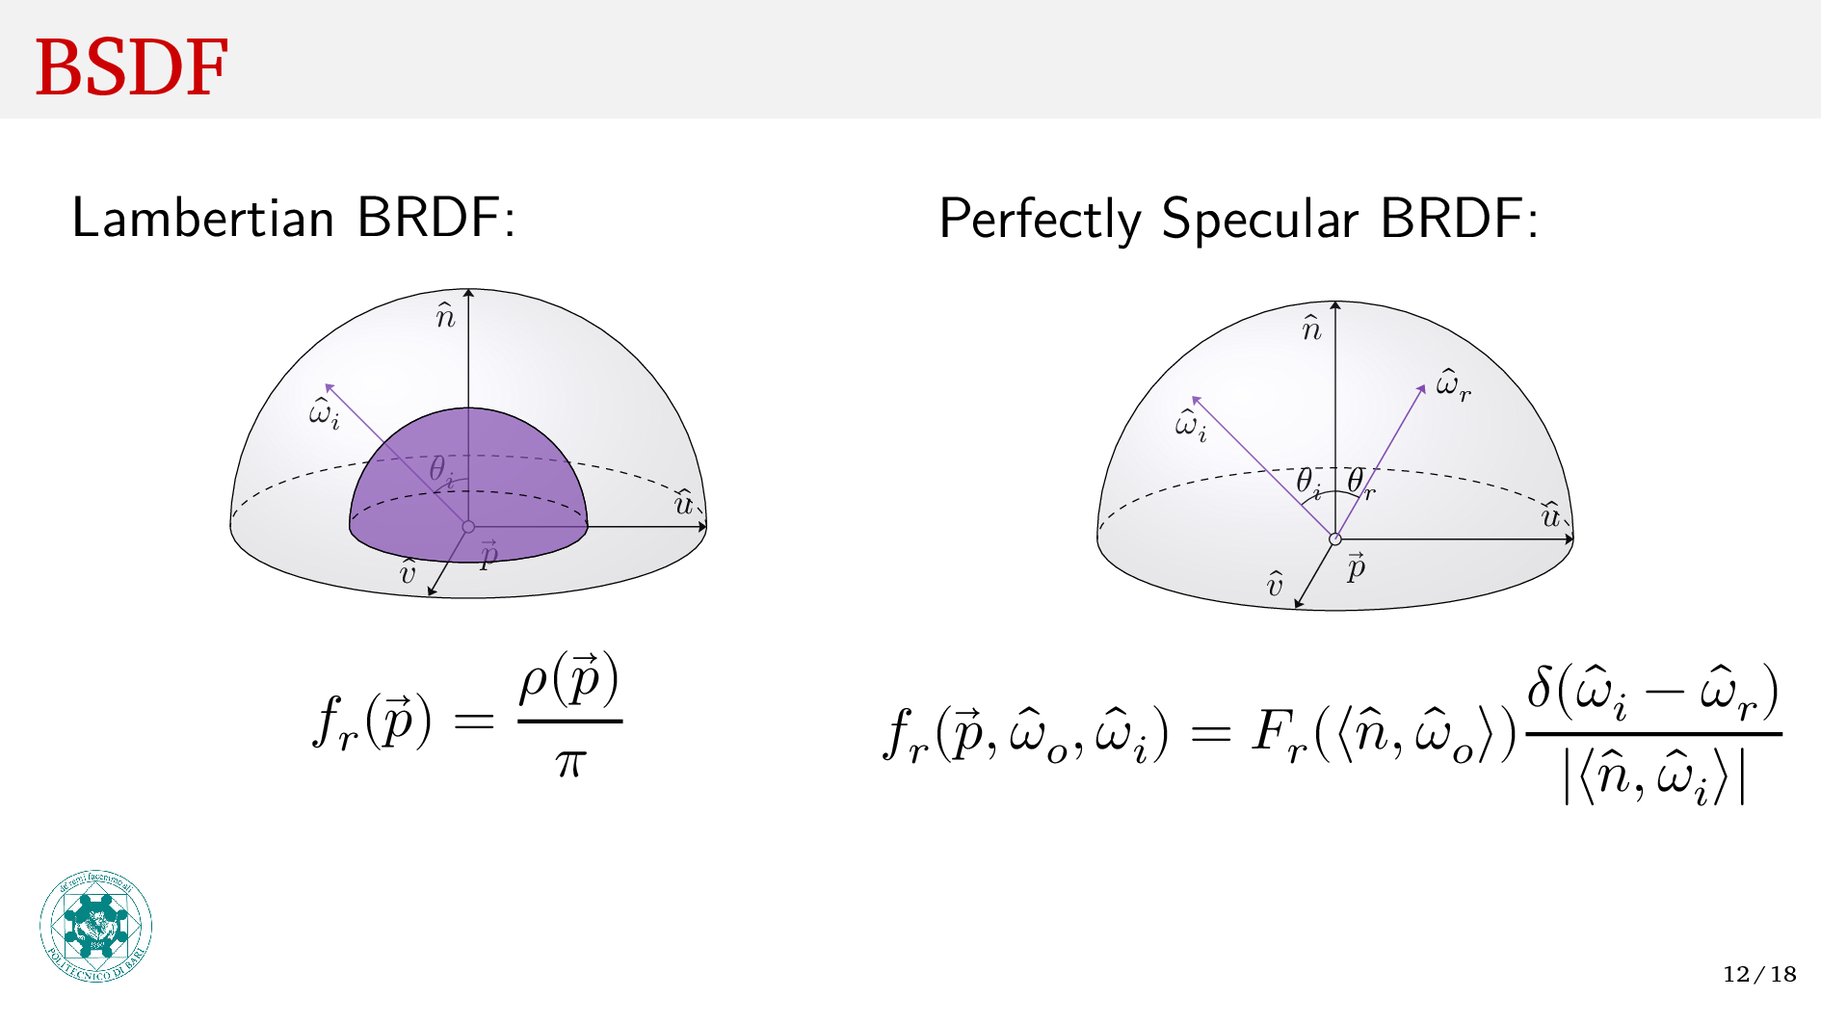 BSDF
Lambertian BRDF:
n̂
ω̂_i
θ_i
û
v̂
p⃗
f_r(p⃗) = ρ(p⃗) / π
Perfectly Specular BRDF:
n̂
ω̂_i
ω̂_r
θ_i
θ_r
û
v̂
p⃗
f_r(p⃗, ω̂_o, ω̂_i) = F_r(⟨n̂, ω̂_o⟩) δ(ω̂_i − ω̂_r) / |⟨n̂, ω̂_i⟩|
POLITECNICO DI BARI
12/18